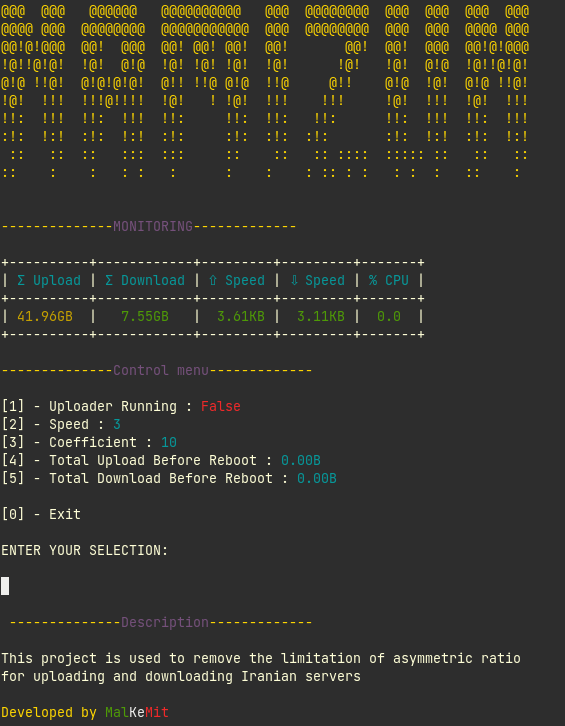 @@@  @@@   @@@@@@   @@@@@@@@@@   @@@  @@@@@@@@  @@@  @@@  @@@  @@@
@@@@ @@@  @@@@@@@@  @@@@@@@@@@@  @@@  @@@@@@@@  @@@  @@@  @@@@ @@@
@@!@!@@@  @@!  @@@  @@! @@! @@!  @@!       @@!  @@!  @@@  @@!@!@@@
!@!!@!@!  !@!  @!@  !@! !@! !@!  !@!      !@!   !@!  @!@  !@!!@!@!
@!@ !!@!  @!@!@!@!  @!! !!@ @!@  !!@     @!!    @!@  !@!  @!@ !!@!
!@!  !!!  !!!@!!!!  !@!   ! !@!  !!!    !!!     !@!  !!!  !@!  !!!
!!:  !!!  !!:  !!!  !!:     !!:  !!:   !!:      !!:  !!!  !!:  !!!
:!:  !:!  :!:  !:!  :!:     :!:  :!:  :!:       :!:  !:!  :!:  !:!
 ::   ::  ::   :::  :::     ::    ::   :: ::::  ::::: ::   ::   ::
::    :    :   : :   :      :    :    : :: : :   : :  :   ::    :
--------------MONITORING-------------
+----------+------------+---------+---------+-------+
| Σ Upload | Σ Download | ⇧ Speed | ⇩ Speed | % CPU |
+----------+------------+---------+---------+-------+
| 41.96GB  |   7.55GB   |  3.61KB |  3.11KB |  0.0  |
+----------+------------+---------+---------+-------+
--------------Control menu-------------
[1] - Uploader Running : False
[2] - Speed : 3
[3] - Coefficient : 10
[4] - Total Upload Before Reboot : 0.00B
[5] - Total Download Before Reboot : 0.00B
[0] - Exit
ENTER YOUR SELECTION:
--------------Description-------------
This project is used to remove the limitation of asymmetric ratio
for uploading and downloading Iranian servers
Developed by MalKeMit